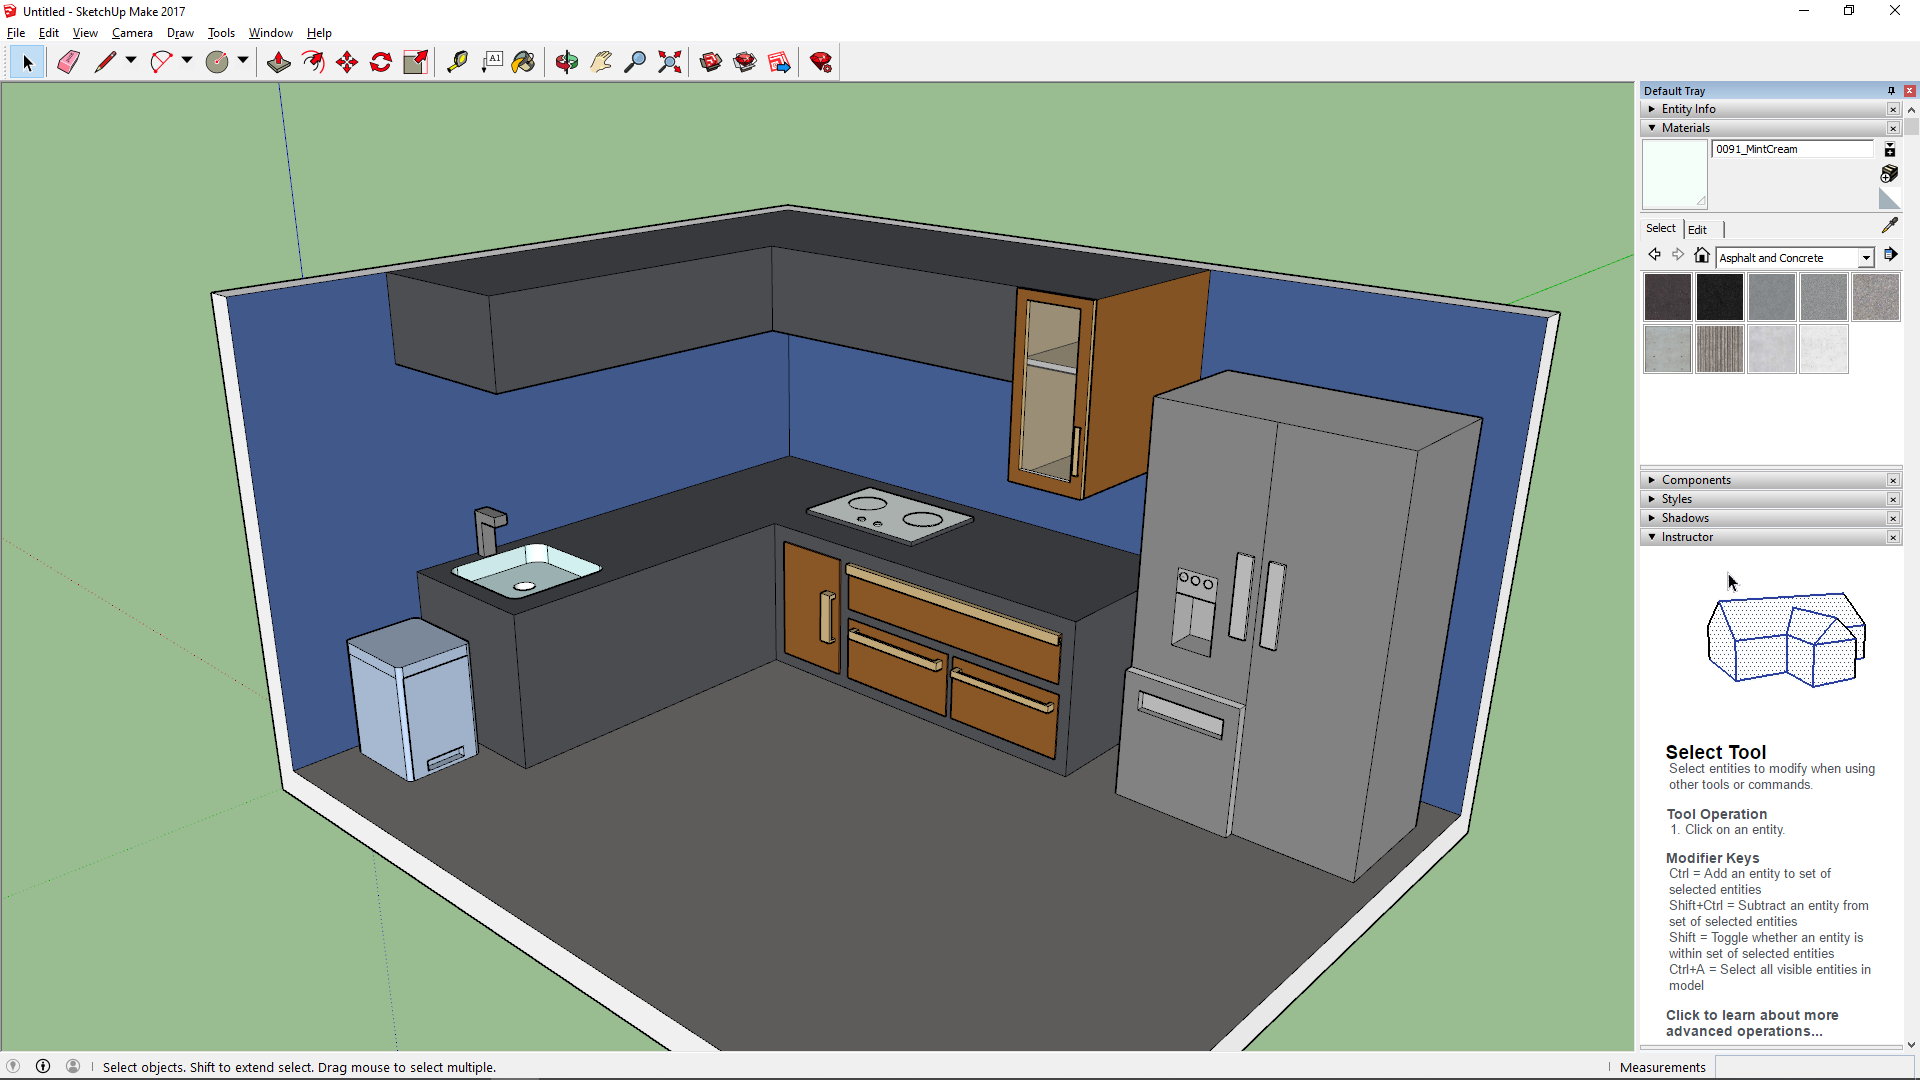 Untitled - SketchUp Make 2017
File Edit View Camera Draw Tools Window Help
A1
Default Tray
Entity Info
Materials
0091_MintCream
Select Edit
Asphalt and Concrete
Components
Styles
Shadows
Instructor
Select Tool
Select entities to modify when using
other tools or commands.
Tool Operation
1. Click on an entity.
Modifier Keys
Ctrl = Add an entity to set of
selected entities
Shift+Ctrl = Subtract an entity from
set of selected entities
Shift = Toggle whether an entity is
within set of selected entities
Ctrl+A = Select all visible entities in
model
Click to learn about more
advanced operations...
Select objects. Shift to extend select. Drag mouse to select multiple.
Measurements